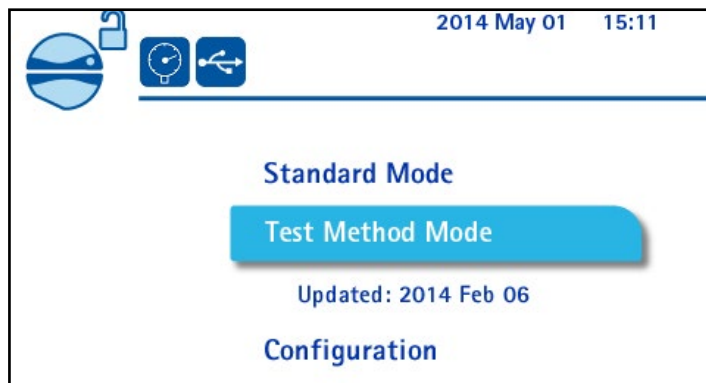 2014 May 01 15:11
Standard Mode
Test Method Mode
Updated: 2014 Feb 06
Configuration